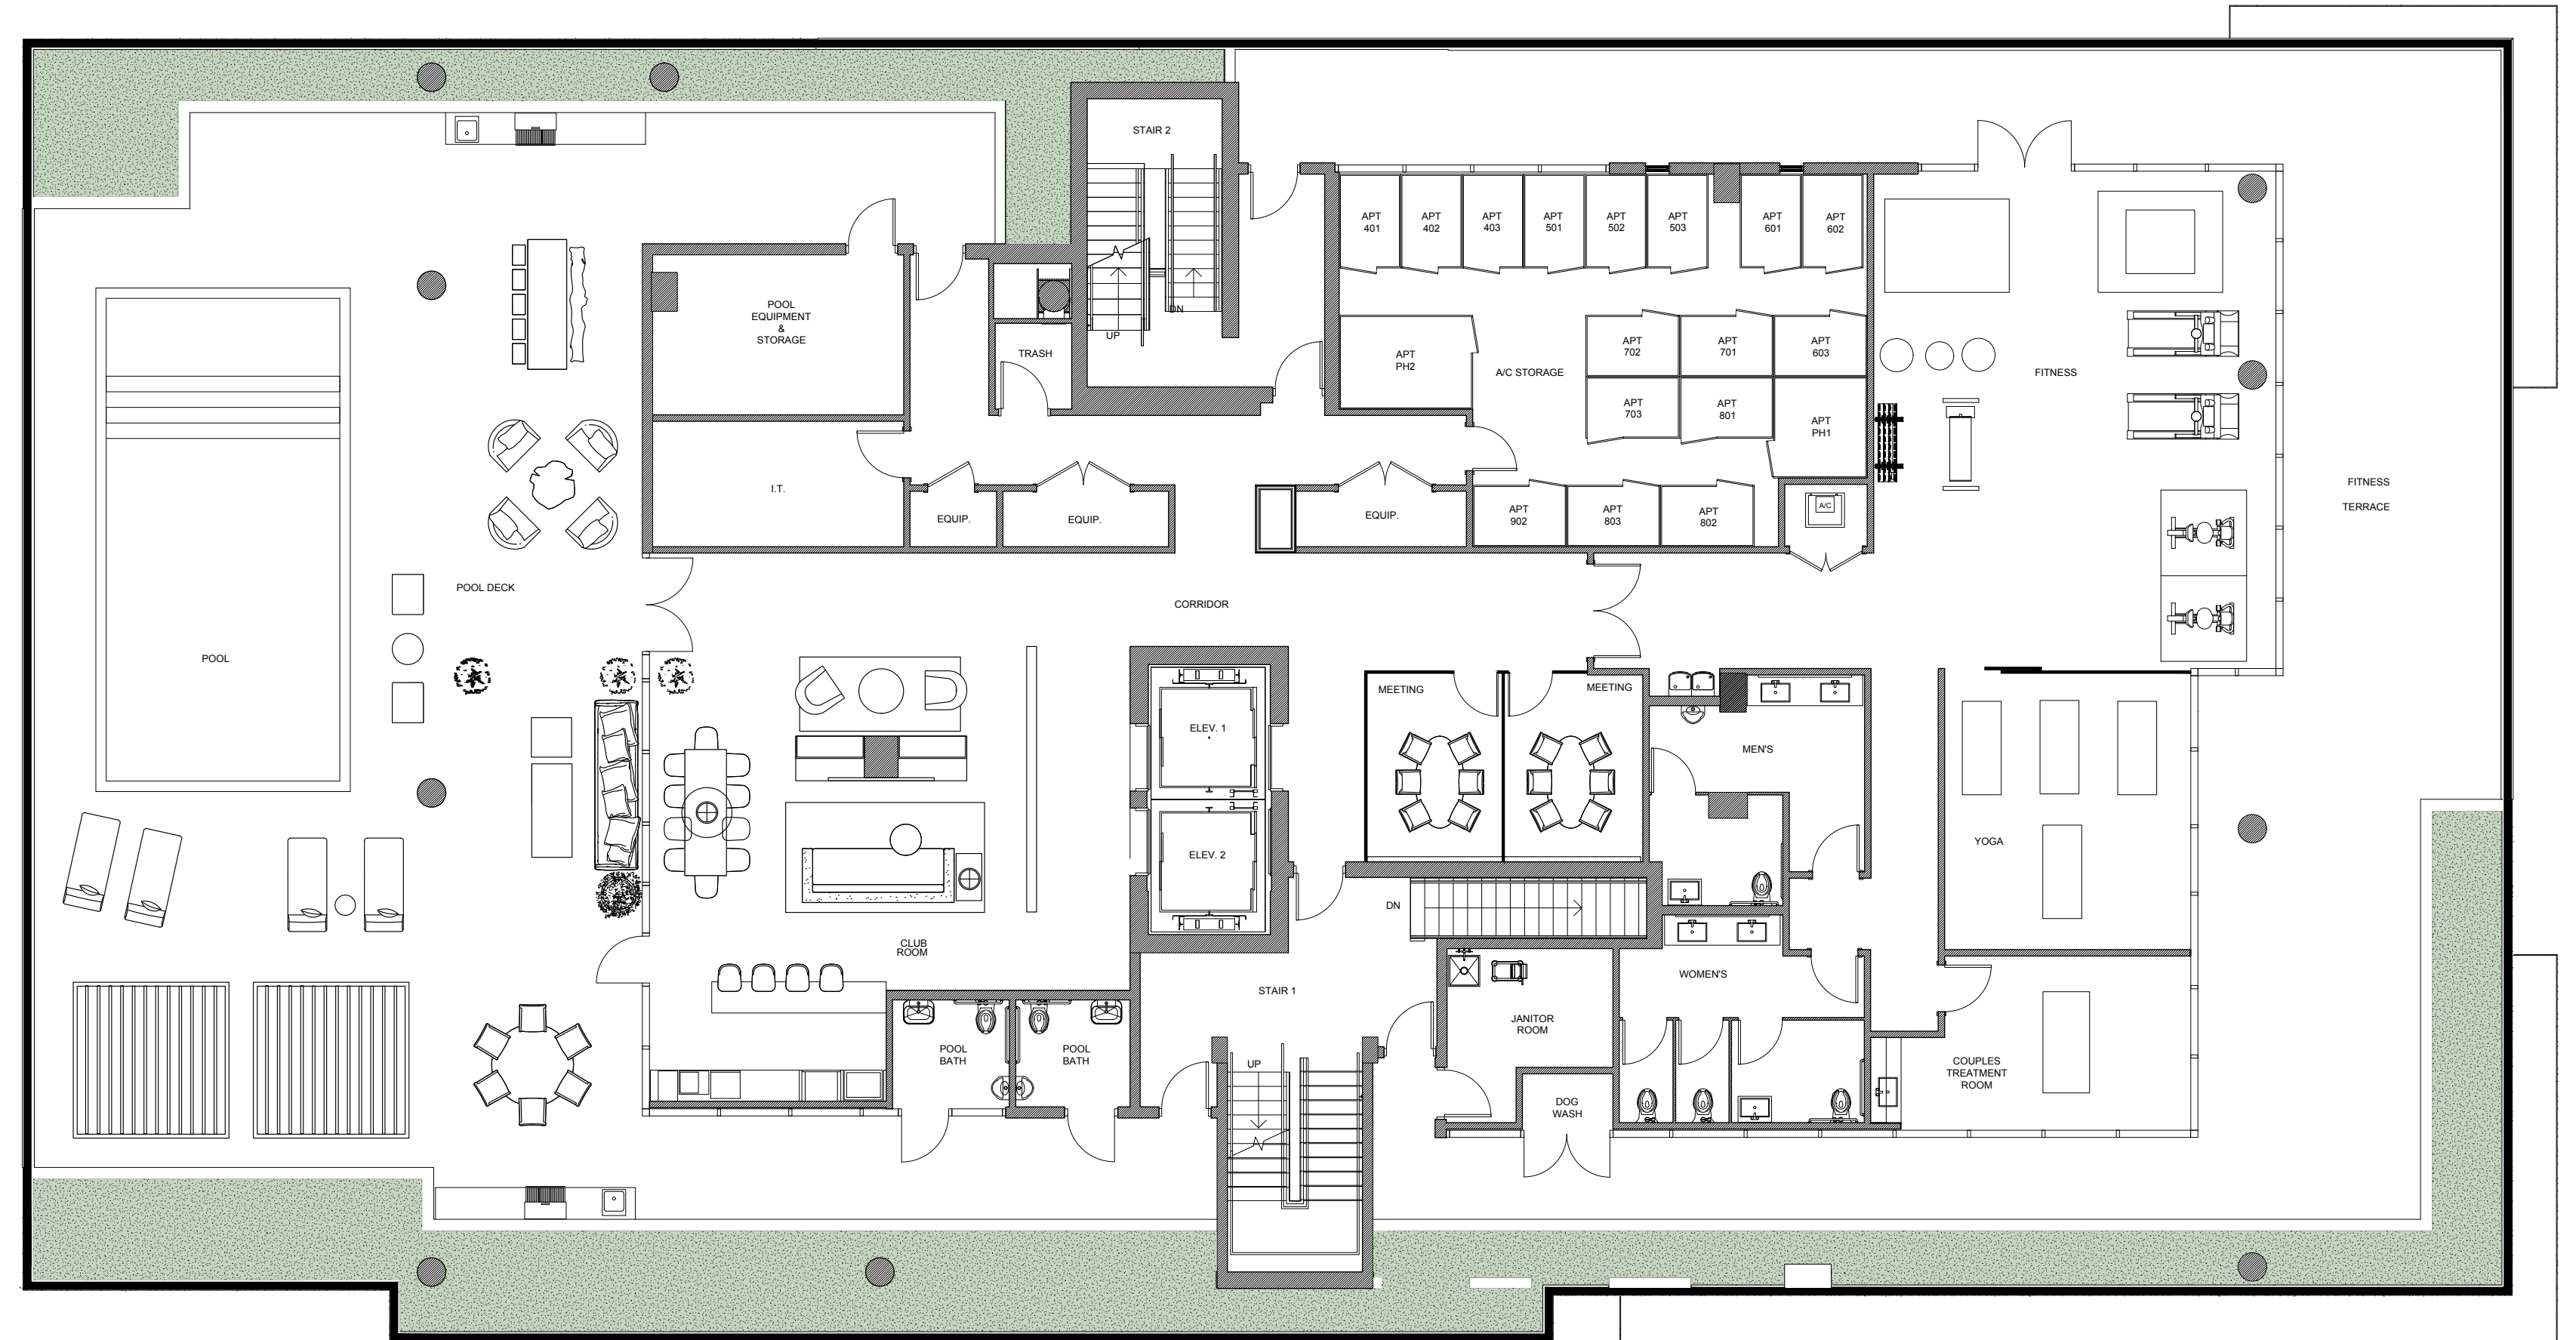 STAIR 2
APT
401
APT
402
APT
403
APT
501
APT
502
APT
503
APT
601
APT
602
POOL
EQUIPMENT
&
STORAGE
DN
UP
TRASH
APT
PH2
A/C STORAGE
APT
702
APT
701
APT
603
FITNESS
APT
703
APT
801
APT
PH1
I.T.
EQUIP.
EQUIP.
EQUIP.
APT
902
APT
803
APT
802
A/C
FITNESS
TERRACE
POOL DECK
CORRIDOR
POOL
MEETING
MEETING
ELEV. 1
MEN'S
ELEV. 2
YOGA
DN
CLUB
ROOM
WOMEN'S
STAIR 1
JANITOR
ROOM
POOL
BATH
POOL
BATH
UP
COUPLES
TREATMENT
ROOM
DOG
WASH